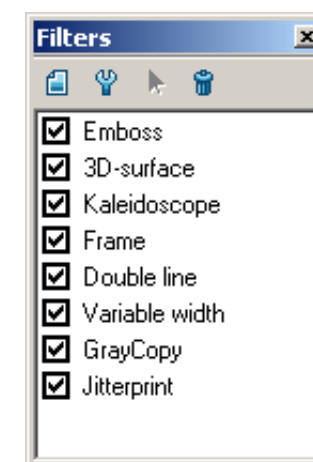 Filters
Emboss
3D-surface
Kaleidoscope
Frame
Double line
Variable width
GrayCopy
Jitterprint